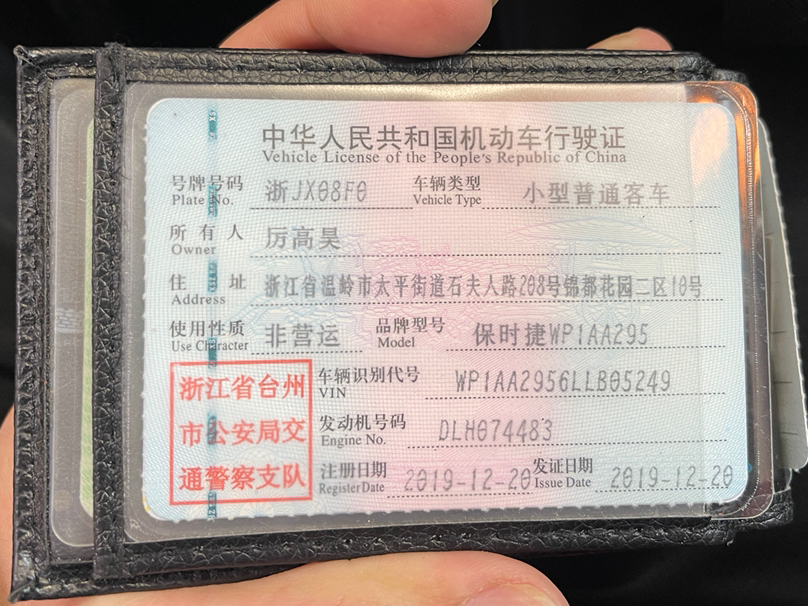 中华人民共和国机动车行驶证
Vehicle License of the People's Republic of China
号牌号码 浙JX08F0 车辆类型 小型普通客车
Plate No. Vehicle Type
所有人 厉高昊
Owner
住址 浙江省温岭市太平街道石夫人路208号锦都花园二区10号
Address
使用性质 非营运 品牌型号 保时捷WP1AA295
Use Character Model
浙江省台州 车辆识别代号 WP1AA2956LLB05249
VIN
市公安局交 发动机号码 DLH074483
Engine No.
通警察支队 注册日期 2019-12-20 发证日期 2019-12-20
Register Date Issue Date